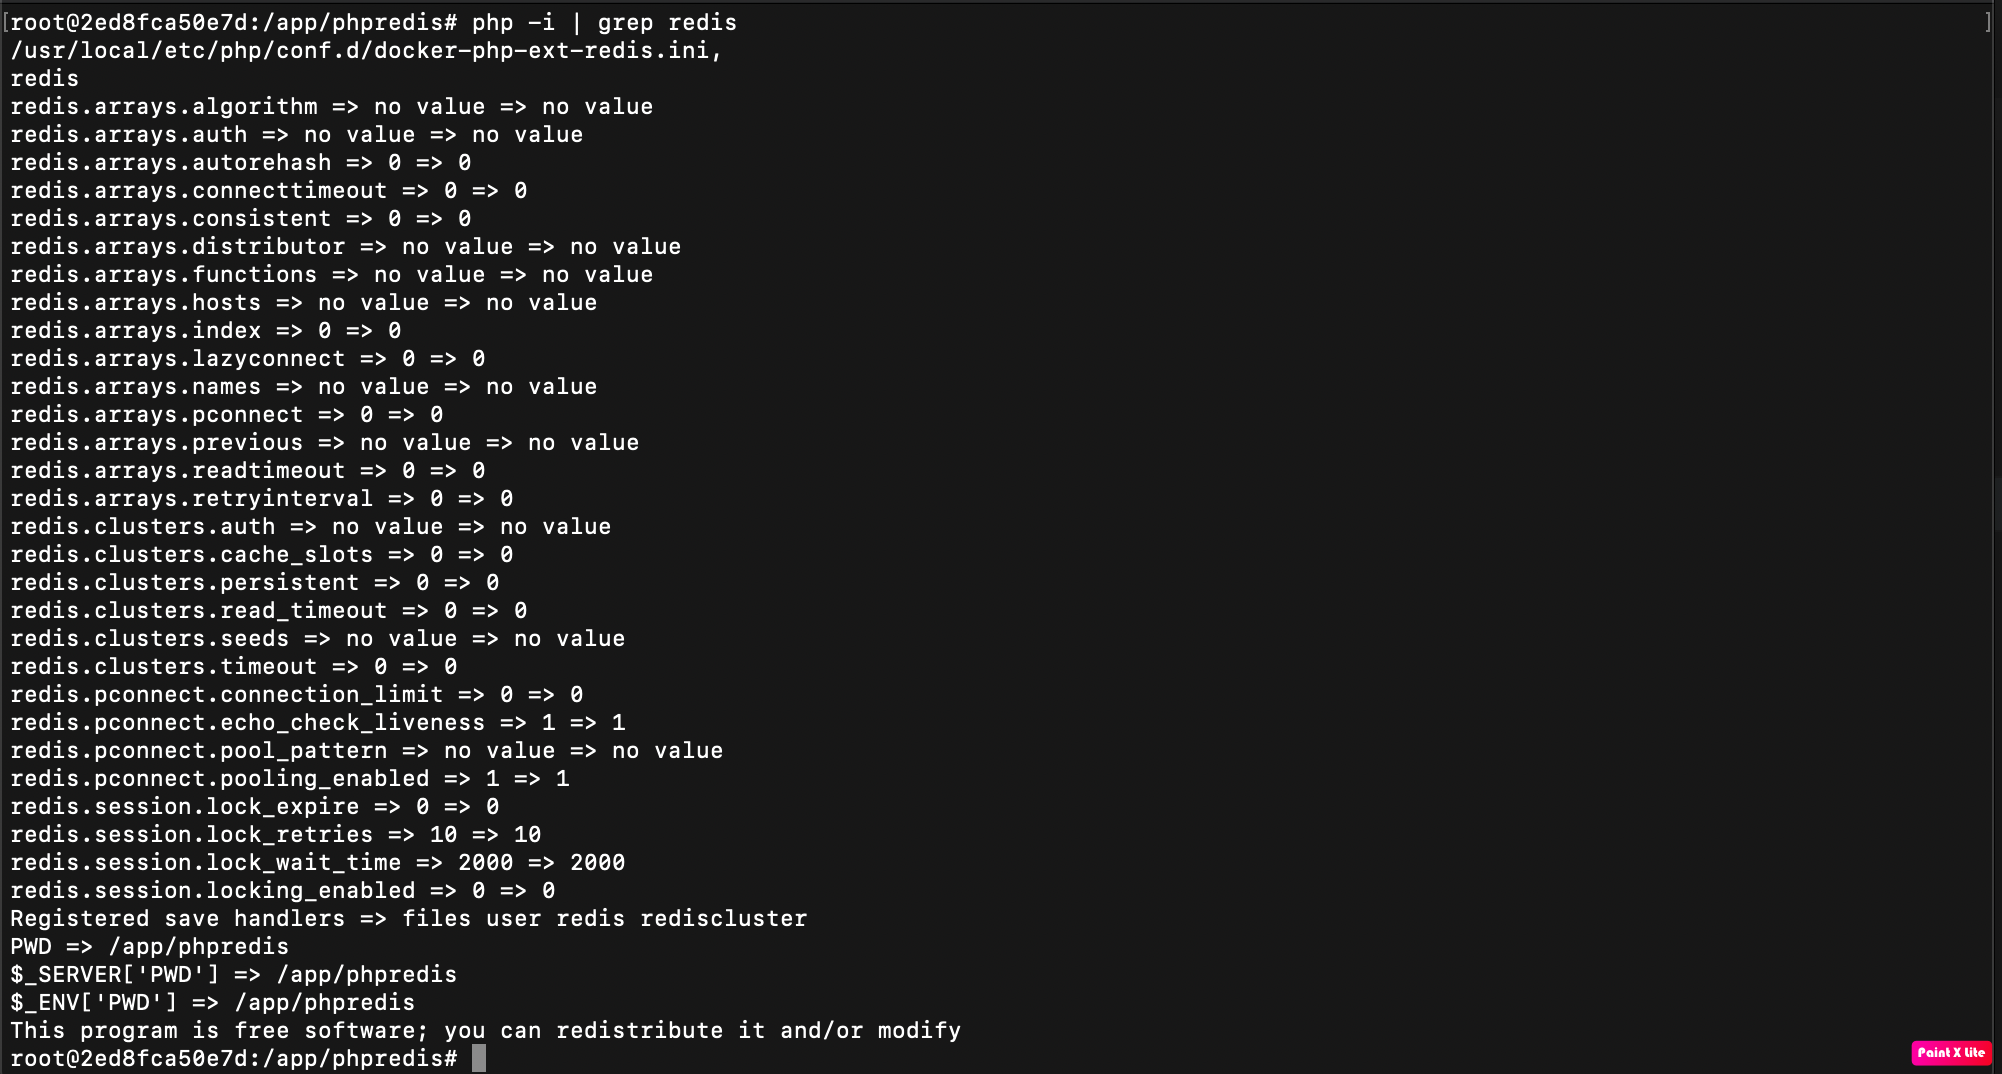 [root@2ed8fca50e7d:/app/phpredis# php -i | grep redis ]
/usr/local/etc/php/conf.d/docker-php-ext-redis.ini,
redis
redis.arrays.algorithm => no value => no value
redis.arrays.auth => no value => no value
redis.arrays.autorehash => 0 => 0
redis.arrays.connecttimeout => 0 => 0
redis.arrays.consistent => 0 => 0
redis.arrays.distributor => no value => no value
redis.arrays.functions => no value => no value
redis.arrays.hosts => no value => no value
redis.arrays.index => 0 => 0
redis.arrays.lazyconnect => 0 => 0
redis.arrays.names => no value => no value
redis.arrays.pconnect => 0 => 0
redis.arrays.previous => no value => no value
redis.arrays.readtimeout => 0 => 0
redis.arrays.retryinterval => 0 => 0
redis.clusters.auth => no value => no value
redis.clusters.cache_slots => 0 => 0
redis.clusters.persistent => 0 => 0
redis.clusters.read_timeout => 0 => 0
redis.clusters.seeds => no value => no value
redis.clusters.timeout => 0 => 0
redis.pconnect.connection_limit => 0 => 0
redis.pconnect.echo_check_liveness => 1 => 1
redis.pconnect.pool_pattern => no value => no value
redis.pconnect.pooling_enabled => 1 => 1
redis.session.lock_expire => 0 => 0
redis.session.lock_retries => 10 => 10
redis.session.lock_wait_time => 2000 => 2000
redis.session.locking_enabled => 0 => 0
Registered save handlers => files user redis rediscluster
PWD => /app/phpredis
$_SERVER['PWD'] => /app/phpredis
$_ENV['PWD'] => /app/phpredis
This program is free software; you can redistribute it and/or modify
root@2ed8fca50e7d:/app/phpredis#
Paint X Lite